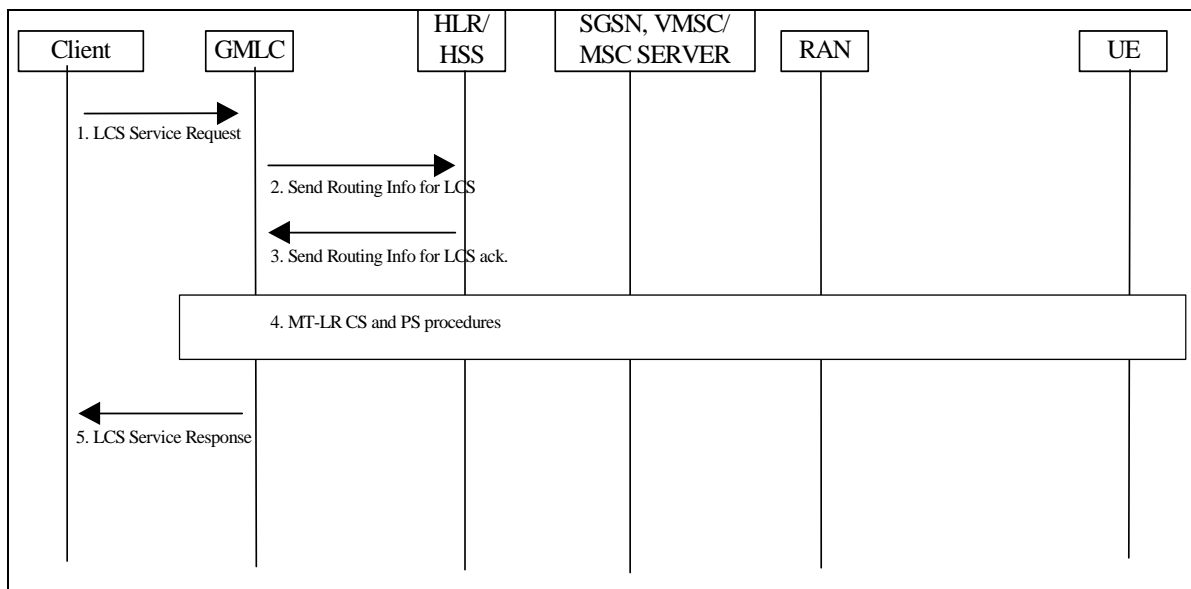 Client
GMLC
HLR/
HSS
SGSN, VMSC/
MSC SERVER
RAN
UE
1. LCS Service Request
2. Send Routing Info for LCS
3. Send Routing Info for LCS ack.
4. MT-LR CS and PS procedures
5. LCS Service Response